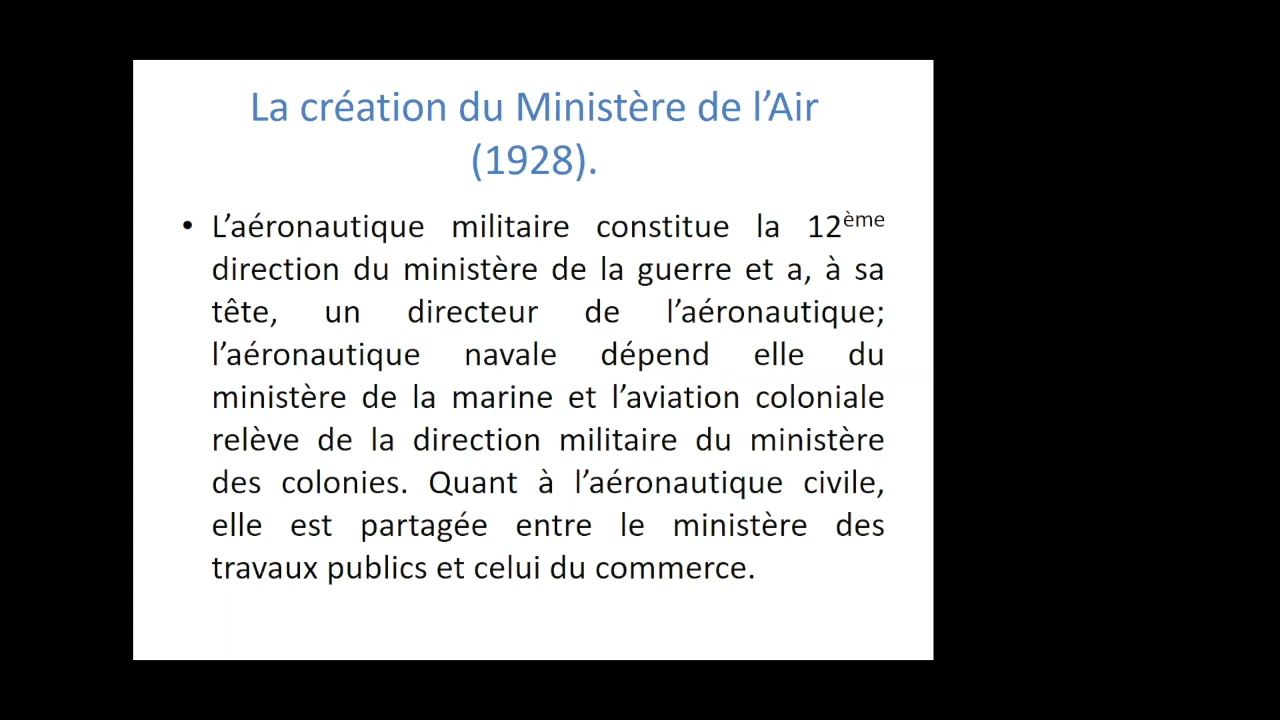 La création du Ministère de l’Air
(1928).
• L’aéronautique militaire constitue la 12ème
direction du ministère de la guerre et a, à sa
tête, un directeur de l’aéronautique;
l’aéronautique navale dépend elle du
ministère de la marine et l’aviation coloniale
relève de la direction militaire du ministère
des colonies. Quant à l’aéronautique civile,
elle est partagée entre le ministère des
travaux publics et celui du commerce.